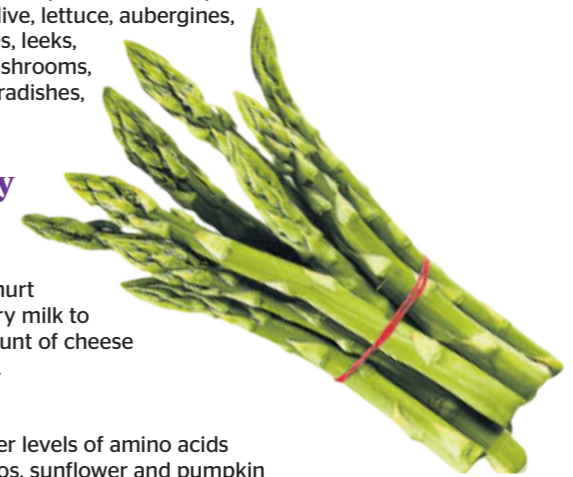 live, lettuce, aubergines,
s, leeks,
shrooms,
radishes,
y
hurt
ry milk to
unt of cheese
er levels of amino acids
os, sunflower and pumpkin